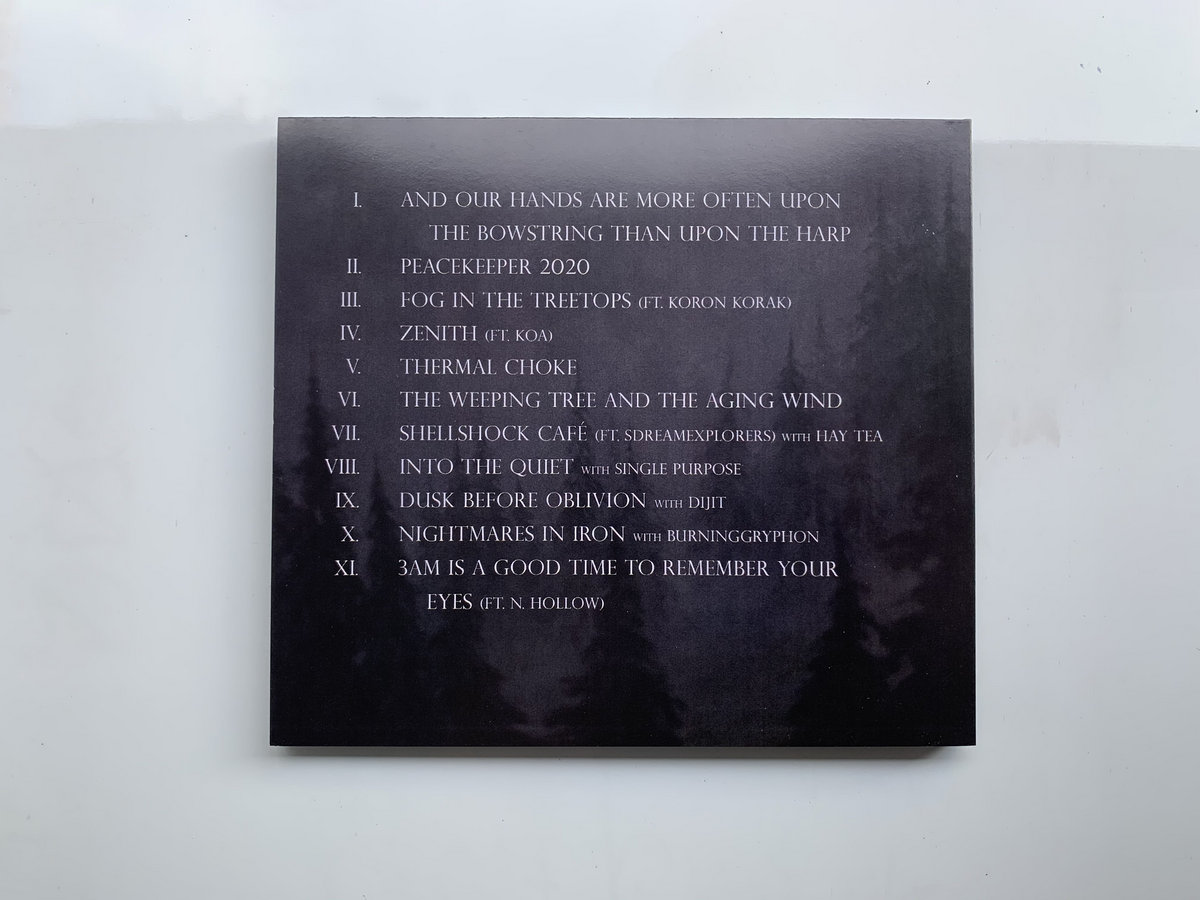 I. AND OUR HANDS ARE MORE OFTEN UPON
THE BOWSTRING THAN UPON THE HARP
II. PEACEKEEPER 2020
III. FOG IN THE TREETOPS (FT. KORON KORAK)
IV. ZENITH (FT. KOA)
V. THERMAL CHOKE
VI. THE WEEPING TREE AND THE AGING WIND
VII. SHELLSHOCK CAFÉ (FT. SDREAMEXPLORERS) WITH HAY TEA
VIII. INTO THE QUIET WITH SINGLE PURPOSE
IX. DUSK BEFORE OBLIVION WITH DIJIT
X. NIGHTMARES IN IRON WITH BURNINGGRYPHON
XI. 3AM IS A GOOD TIME TO REMEMBER YOUR
EYES (FT. N. HOLLOW)